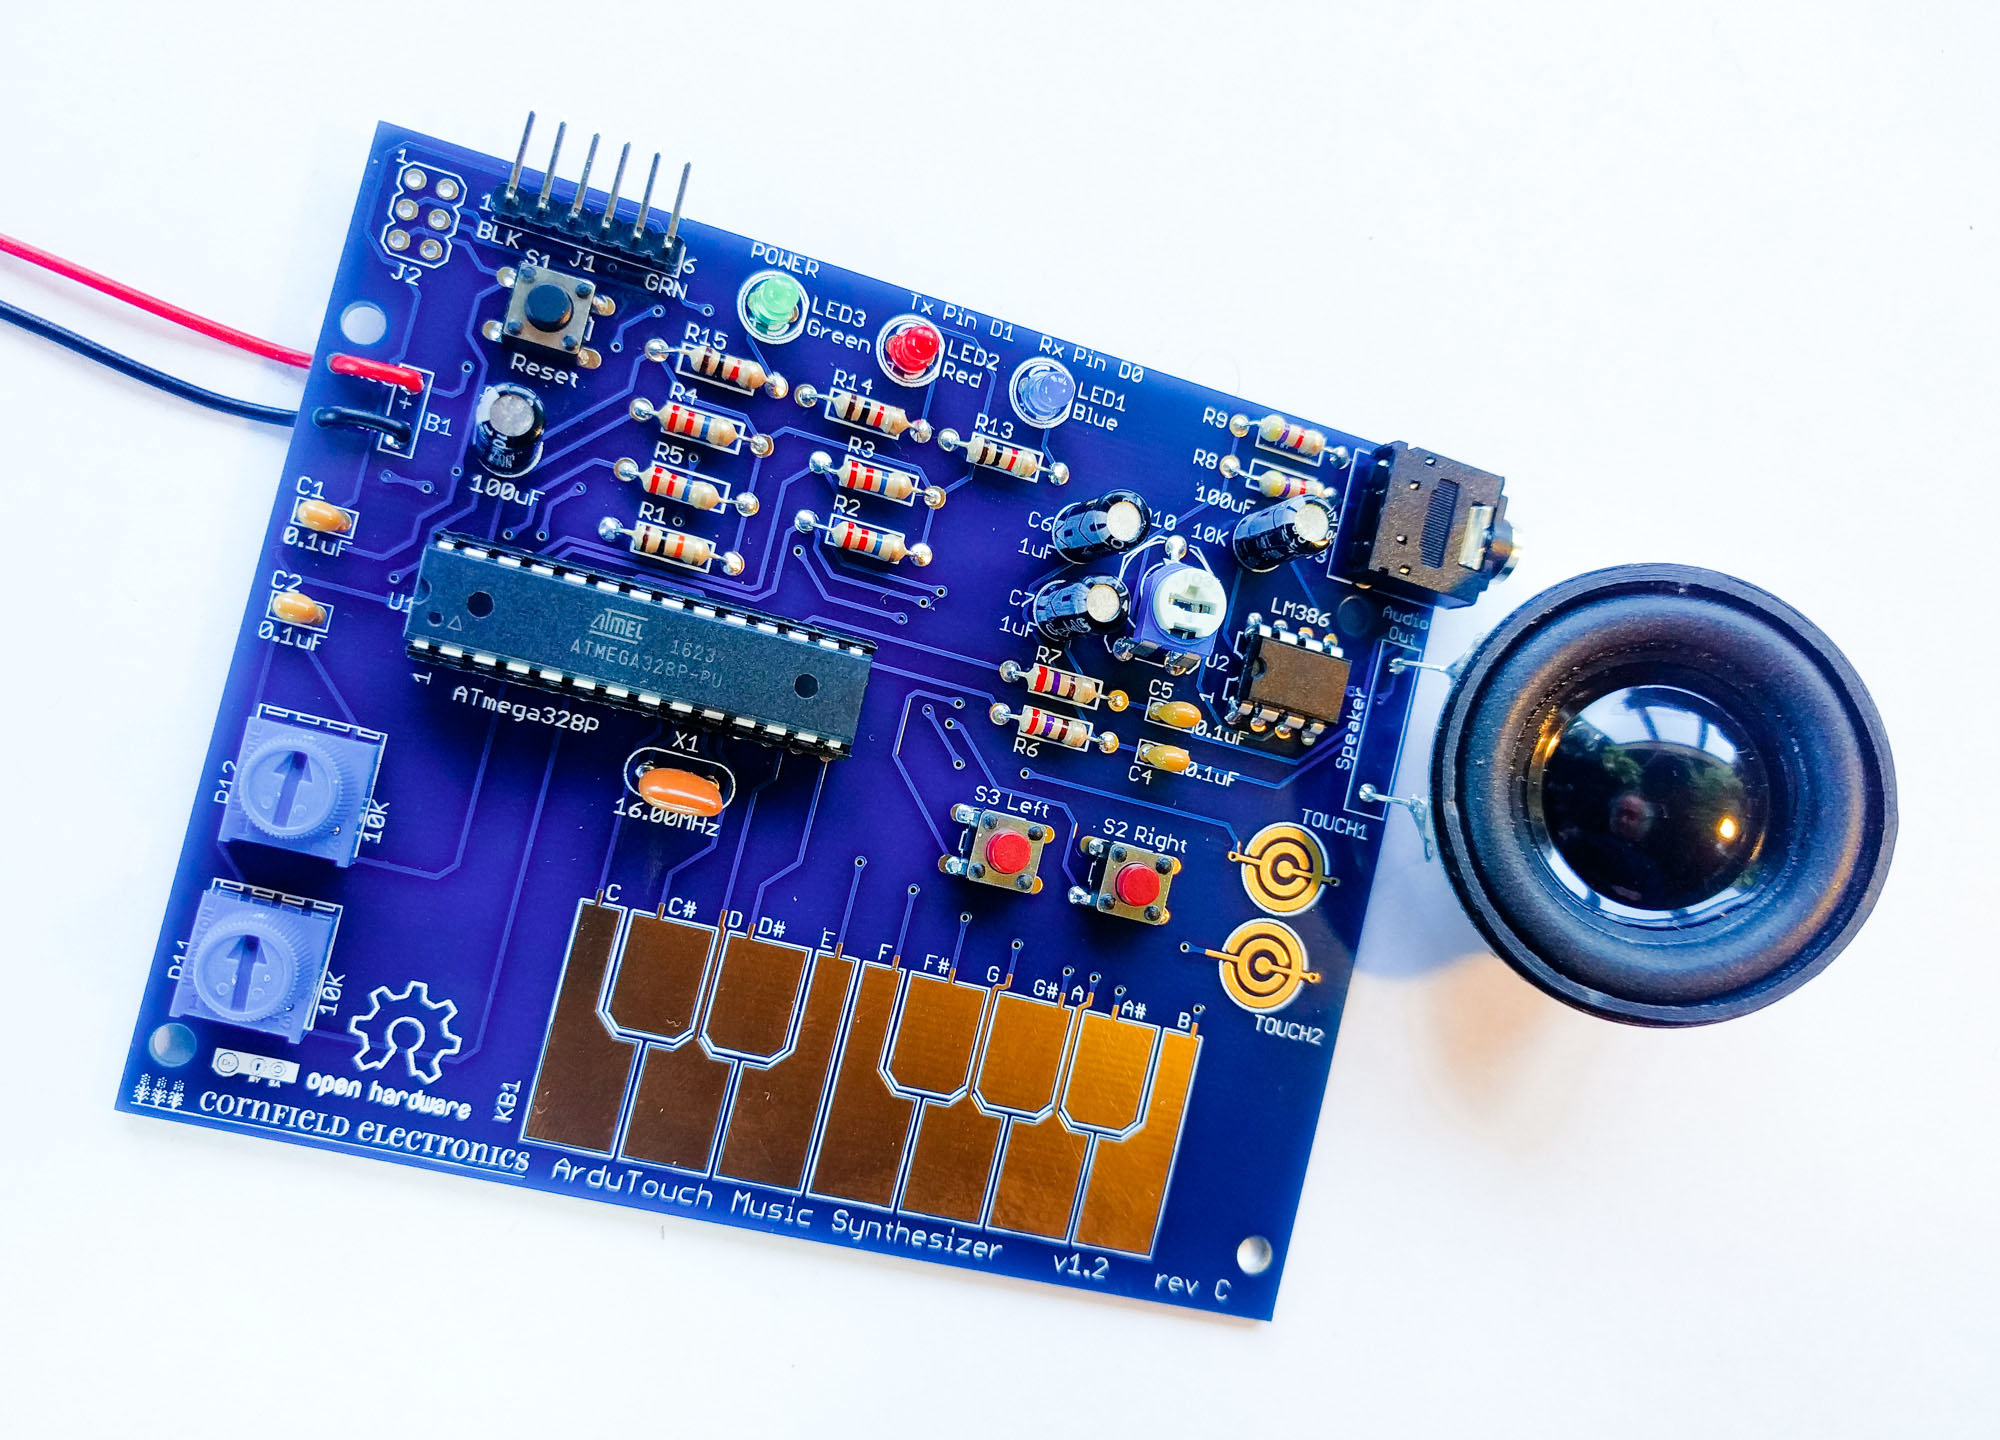 1
J2
1
BLK
J1
6
GRN
S1
Reset
POWER
LED3
Green
Tx Pin D1
LED2
Red
Rx Pin D0
LED1
Blue
B1
+
100uF
C1
0.1uF
C2
0.1uF
R15
R4
R5
R1
R14
R3
R2
R13
R9
R8
100uF
C6
1uF
C7
1uF
10K
LM386
Audio
Out
Speaker
U2
1
R7
R6
C5
0.1uF
C4
0.1uF
ATMEL
1623
ATMEGA328P-PU
1
ATmega328P
X1
16.00MHz
R12
10K
R11
10K
S3 Left
S2 Right
TOUCH1
TOUCH2
C
C#
D
D#
E
F
F#
G
G#
A
A#
B
KB1
BY SA
open hardware
cornfield electronics
ArduTouch Music Synthesizer v1.2 rev C